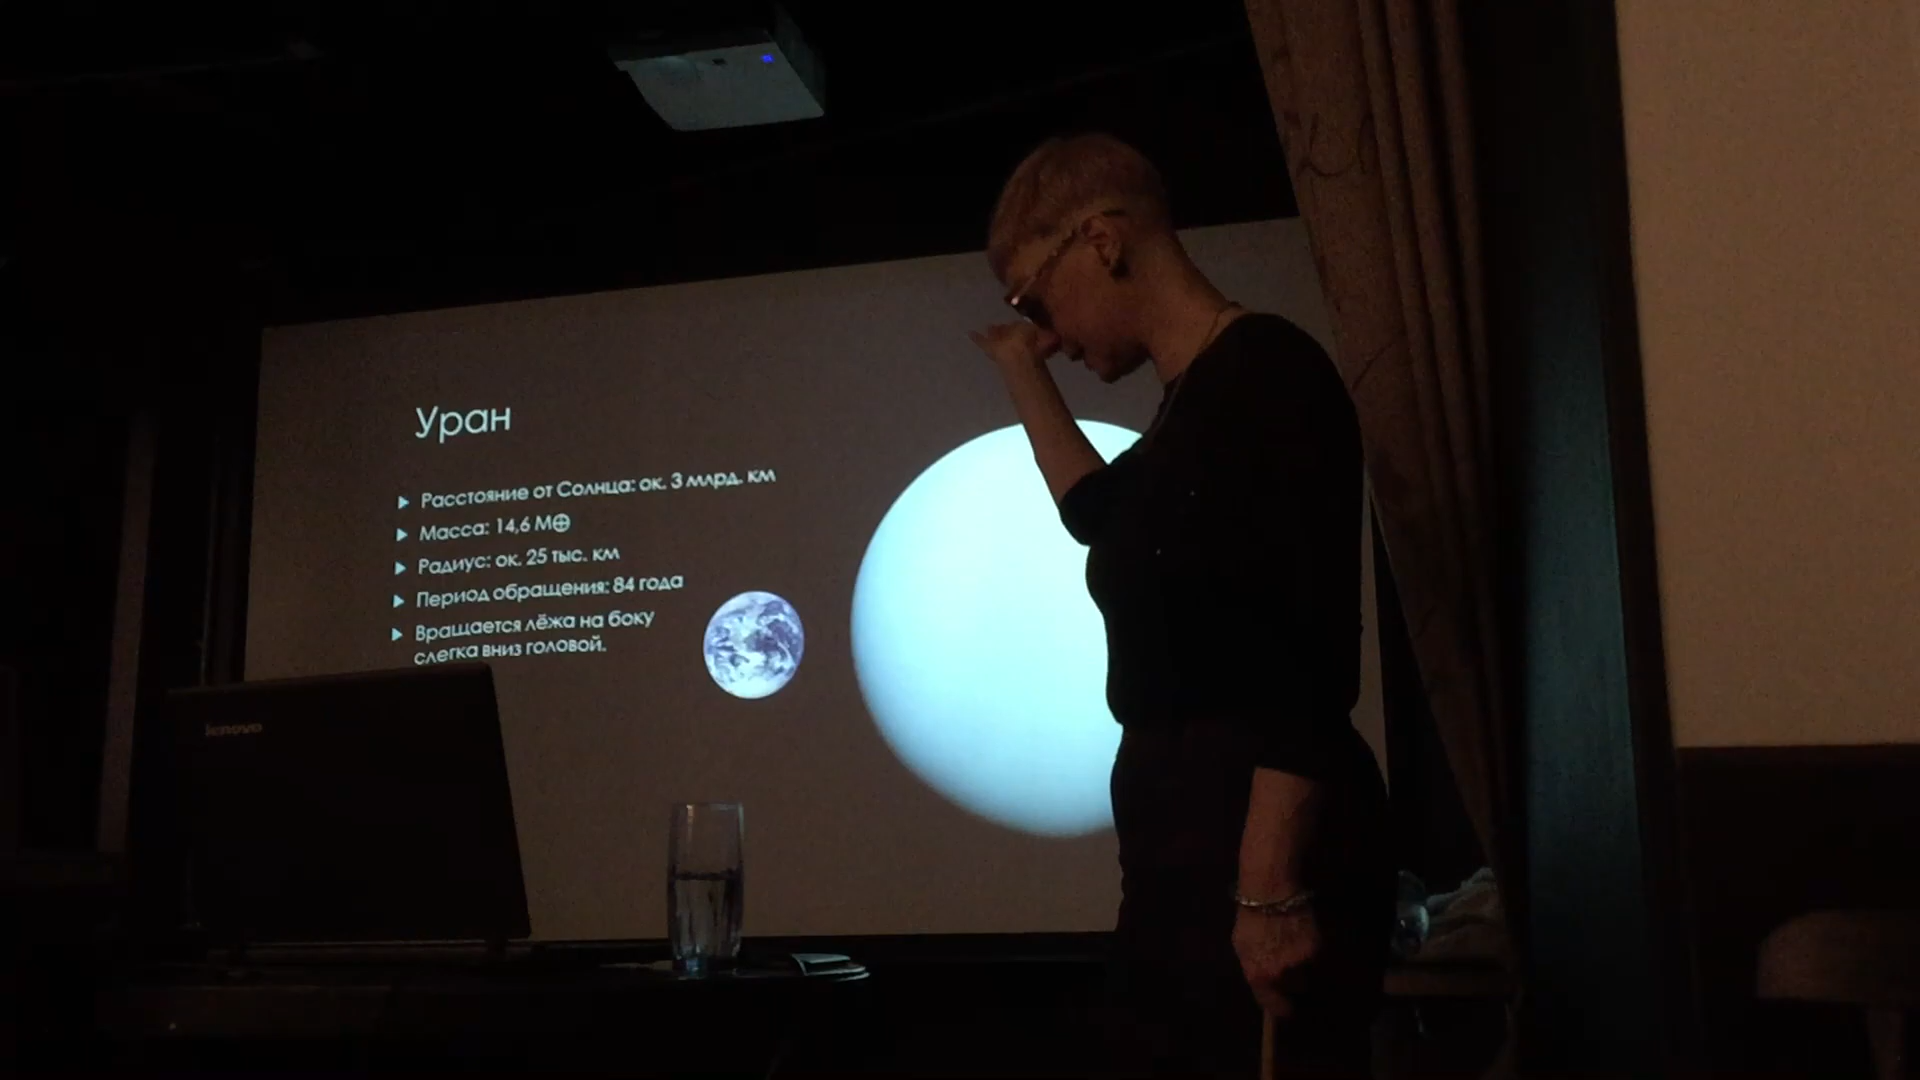 Уран
Расстояние от Солнца: ок. 3 млрд. км
Масса: 14,6 M⊕
Радиус: ок. 25 тыс. км
Период обращения: 84 года
Вращается лёжа на боку
слегка вниз головой.
lenovo